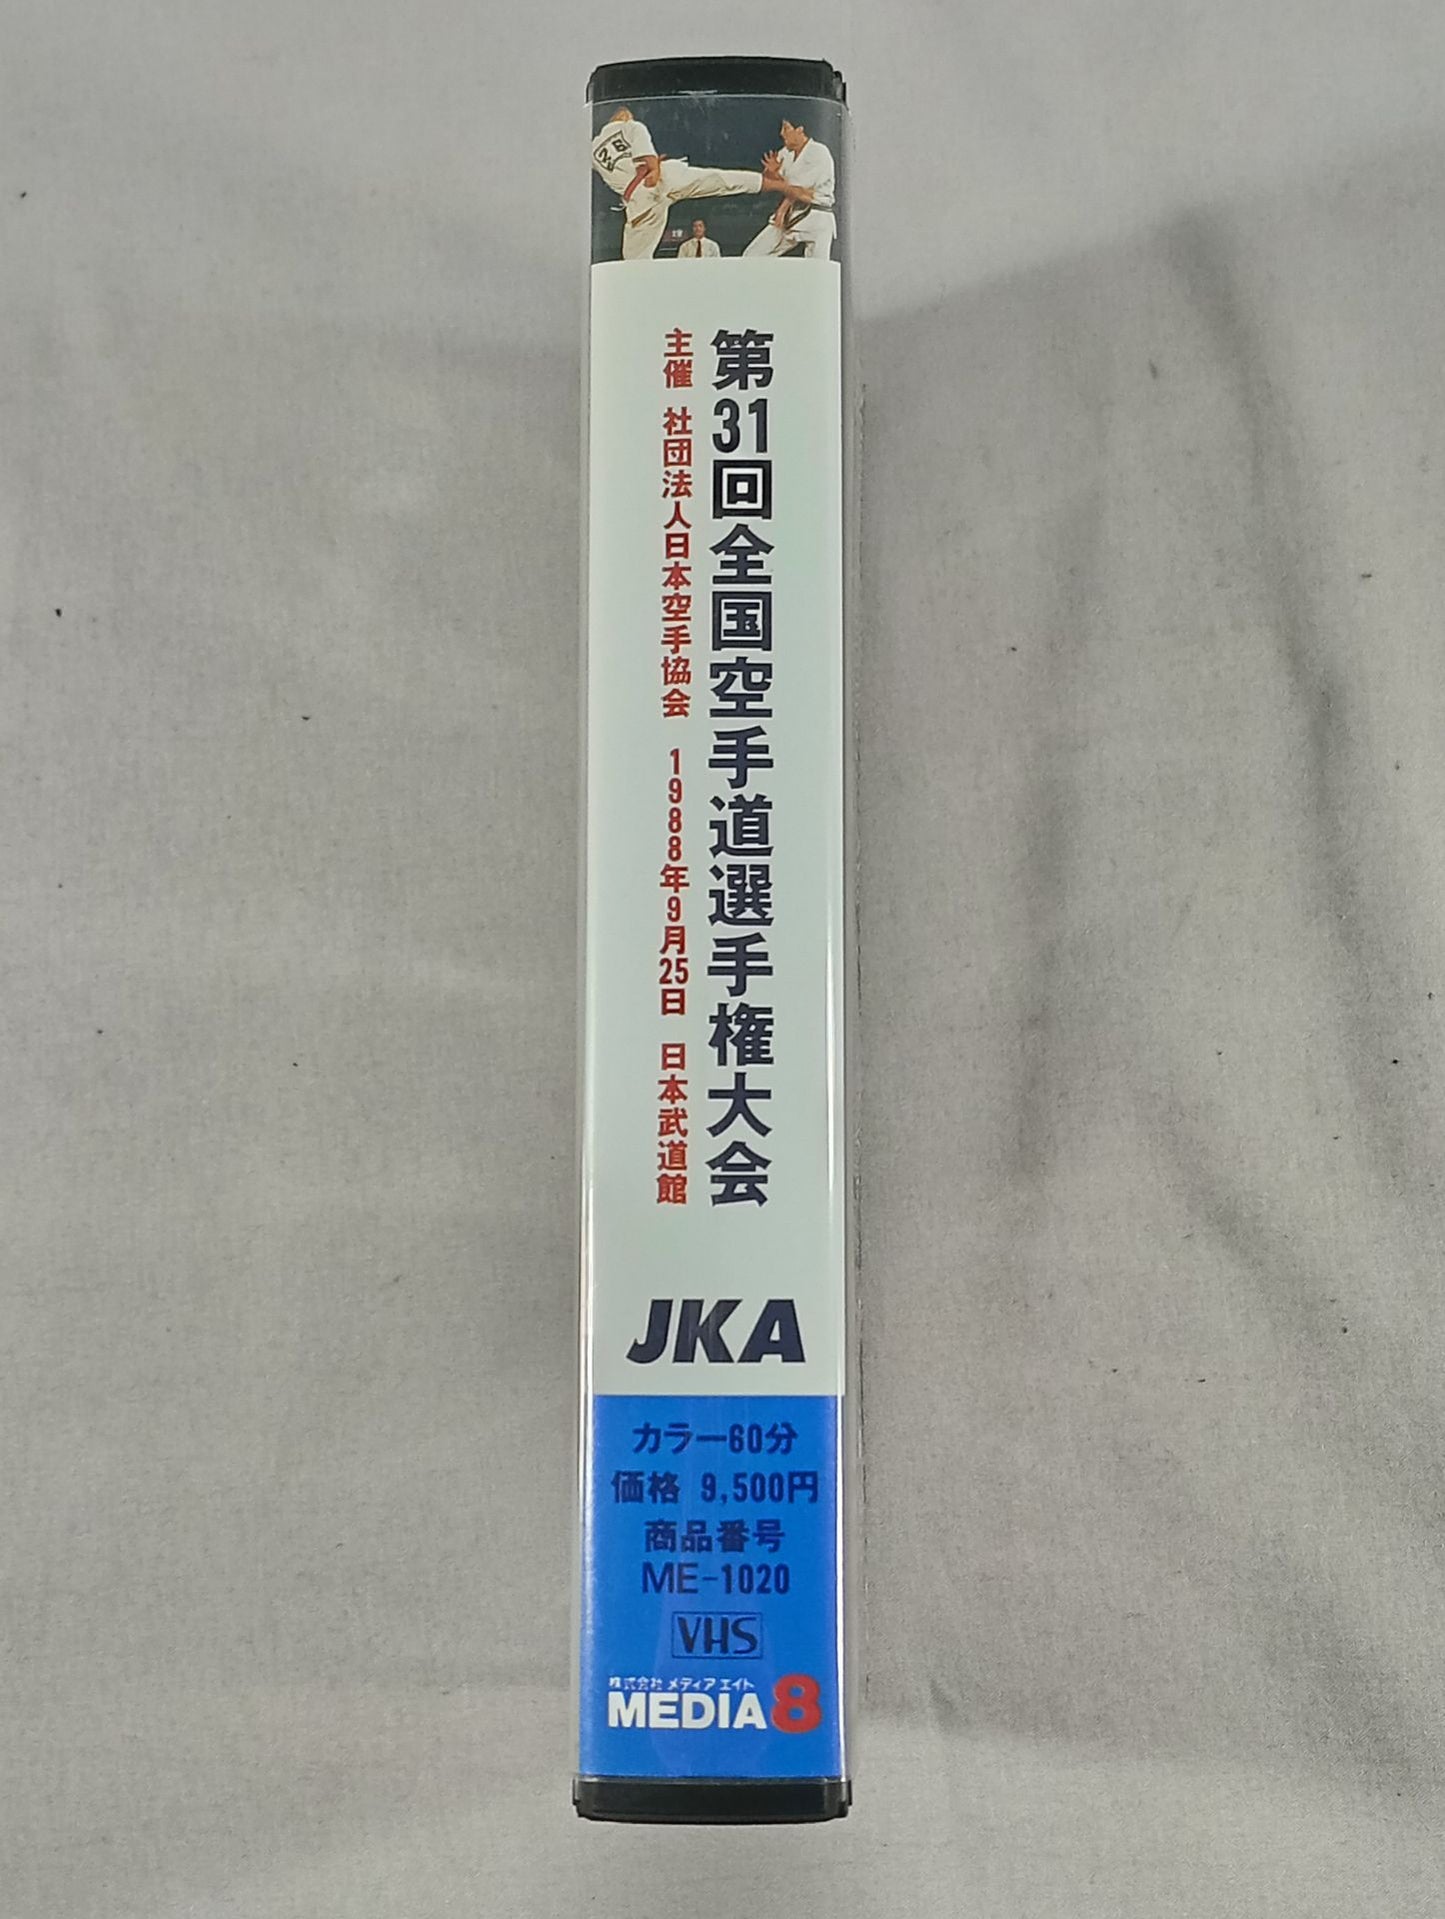 28
第31回全国空手道選手権大会
主催 社団法人日本空手協会 1988年9月25日 日本武道館
JKA
カラー60分
価格 9,500円
商品番号
ME-1020
VHS
株式会社 メディアエイト
MEDIA8